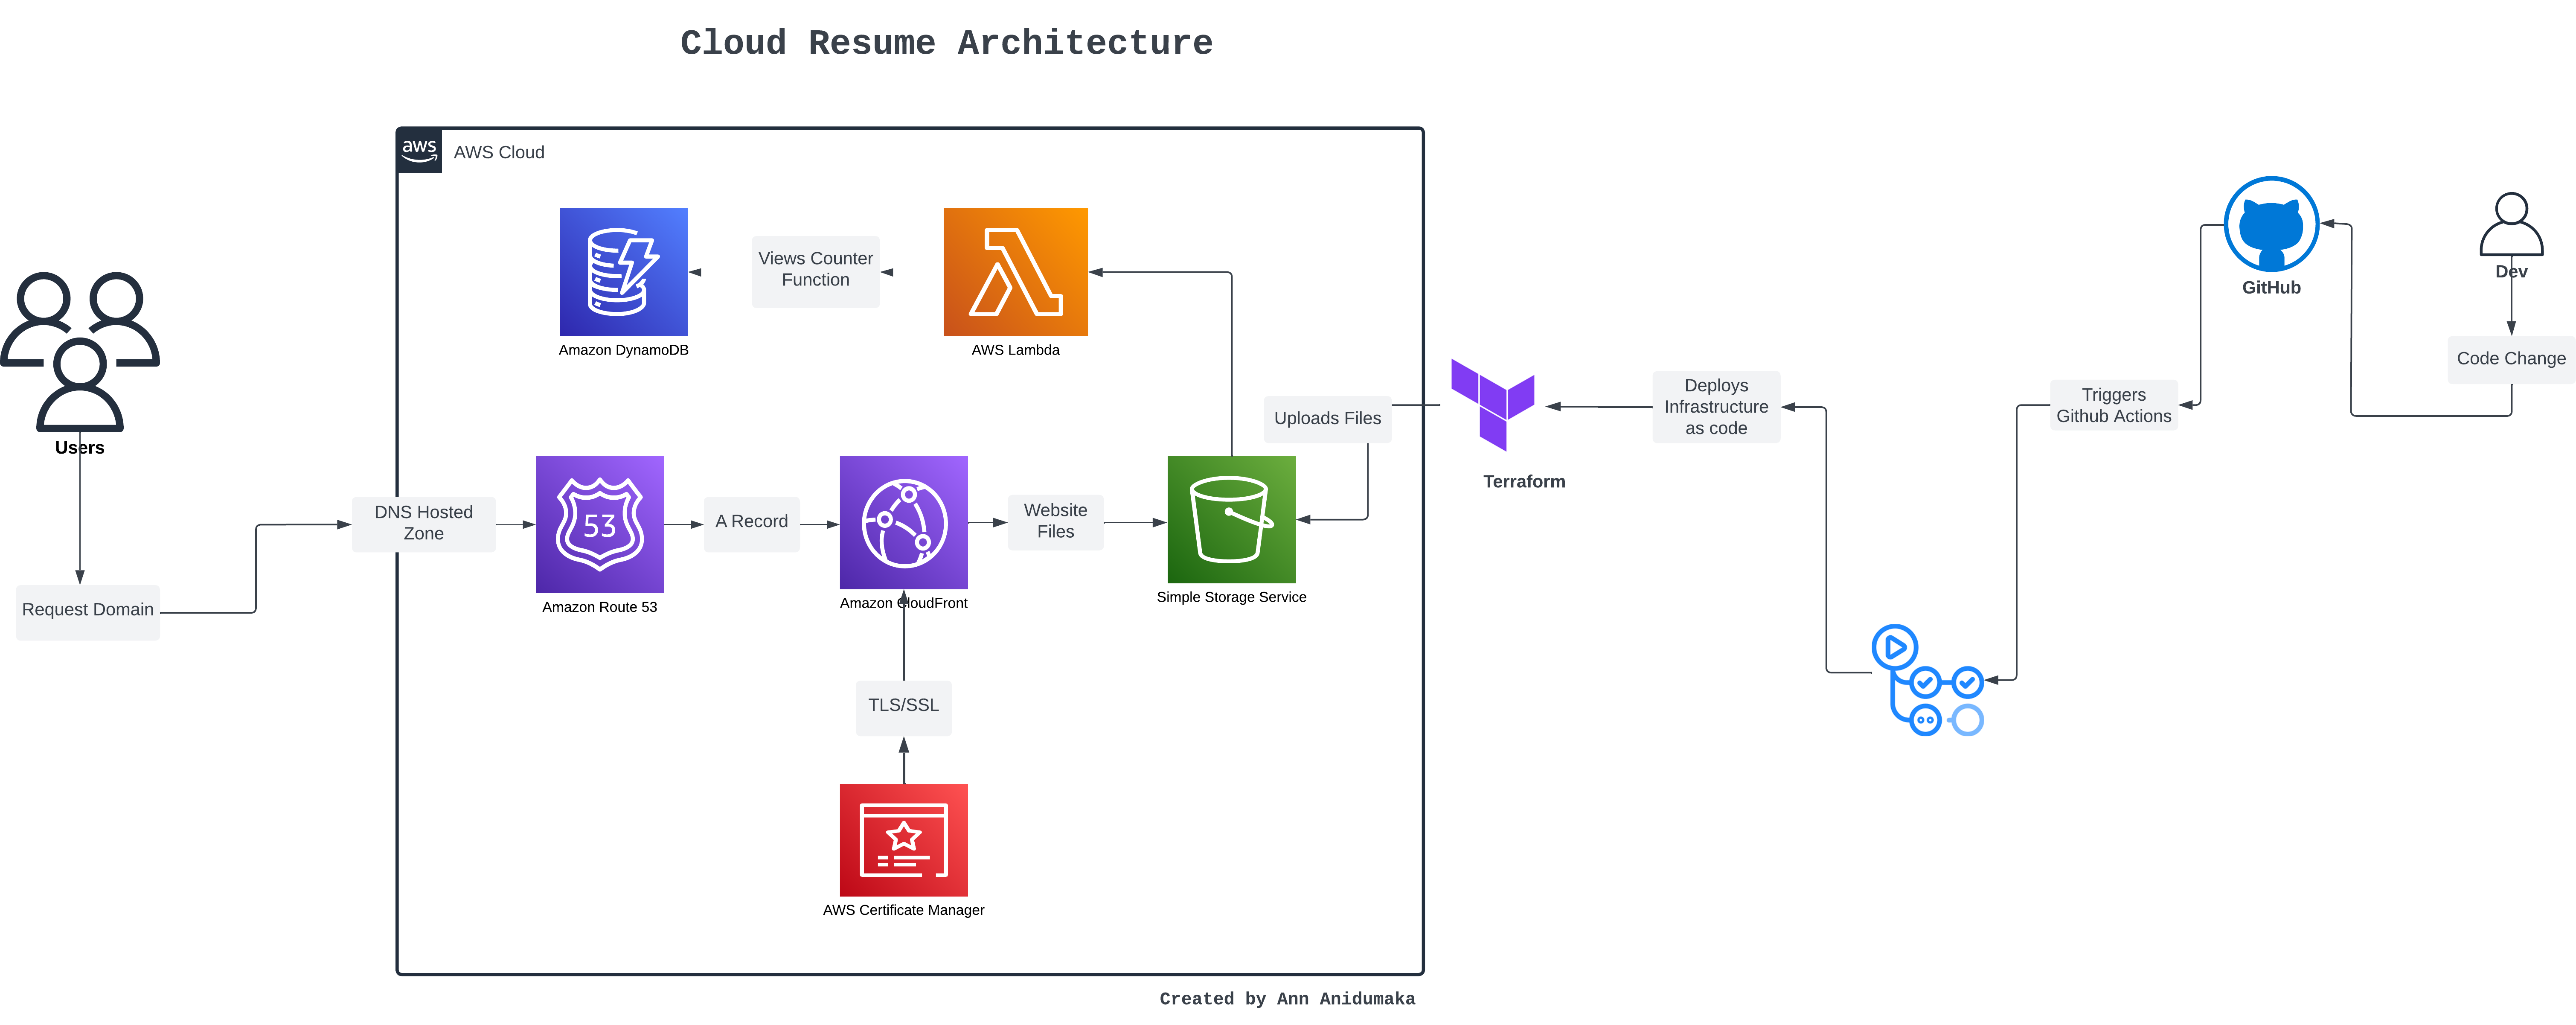 Cloud Resume Architecture
aws
AWS Cloud
Views Counter
Function
Amazon DynamoDB
AWS Lambda
Users
Request Domain
DNS Hosted
Zone
53
Amazon Route 53
A Record
Amazon CloudFront
Website
Files
Simple Storage Service
Uploads Files
TLS/SSL
AWS Certificate Manager
Terraform
Deploys
Infrastructure
as code
Triggers
Github Actions
GitHub
Dev
Code Change
Created by Ann Anidumaka